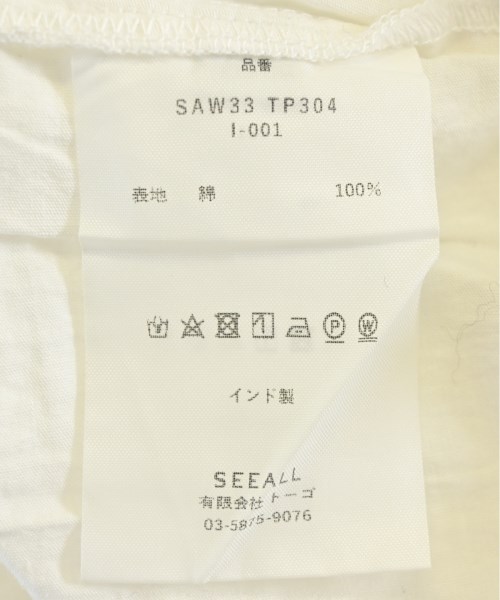 品番
SAW33 TP304
I-001
表地 綿 100%
インド製
SEEALL
有限会社トーゴ
03-5875-9076